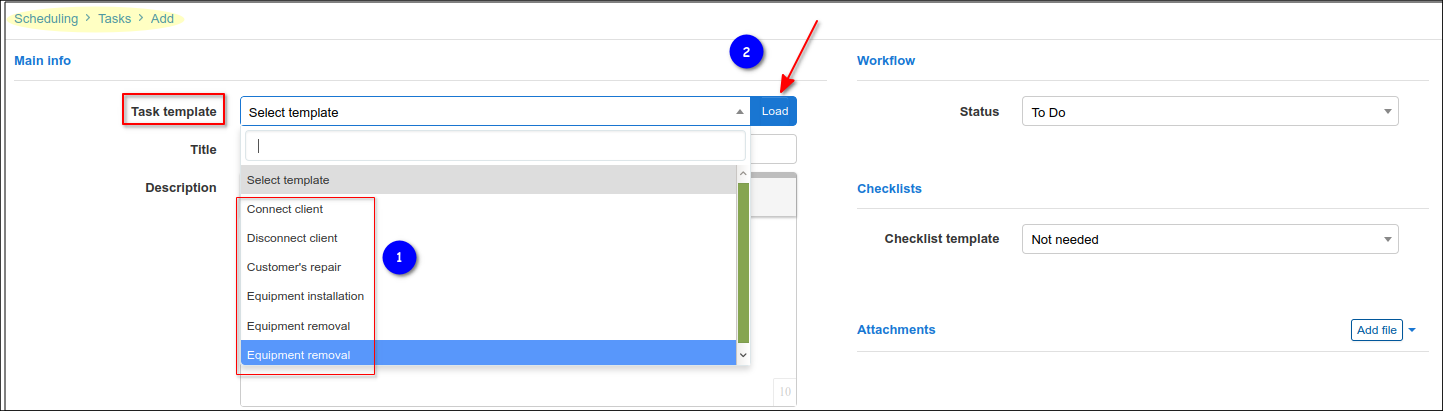 Scheduling > Tasks > Add
2
Main info
Task template
Select template
Load
Title
Description
Select template
Connect client
Disconnect client
Customer's repair
Equipment installation
Equipment removal
Equipment removal
1
10
Workflow
Status
To Do
Checklists
Checklist template
Not needed
Attachments
Add file